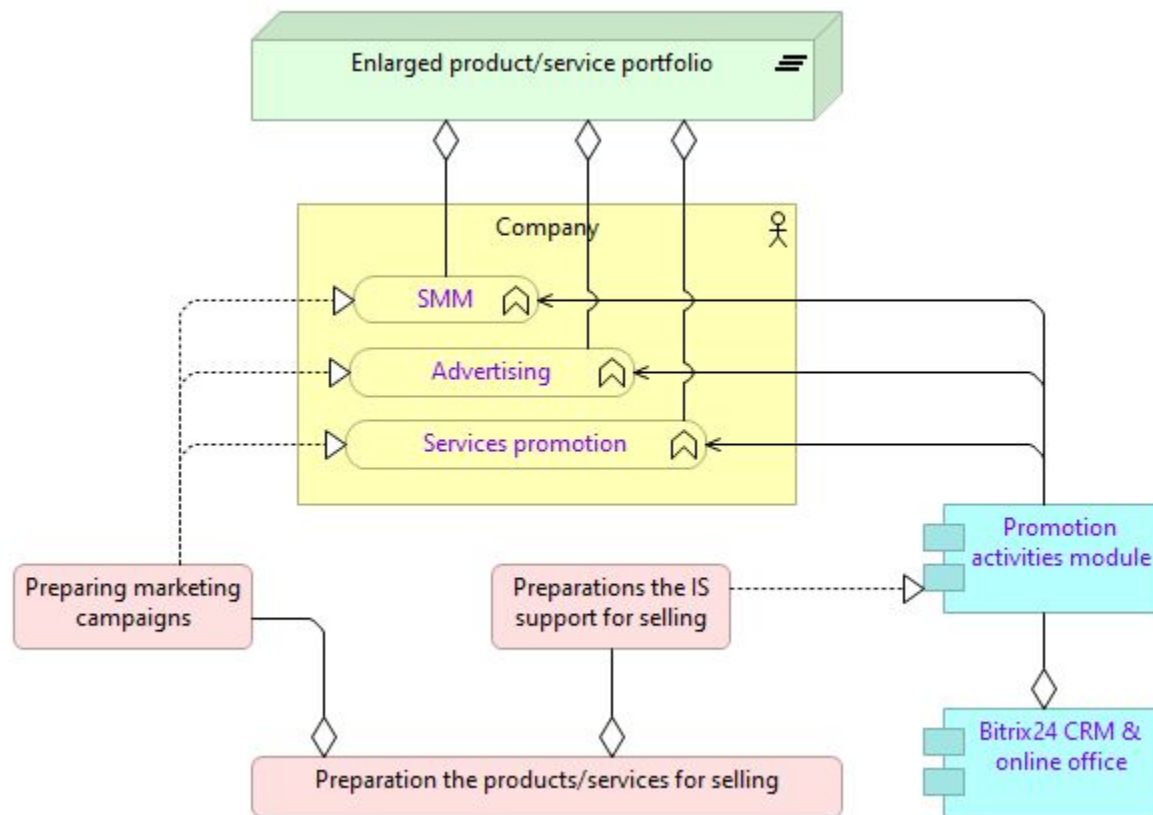 Enlarged product/service portfolio
Company
SMM
Advertising
Services promotion
Promotion
activities module
Preparing marketing
campaigns
Preparations the IS
support for selling
Bitrix24 CRM &
online office
Preparation the products/services for selling